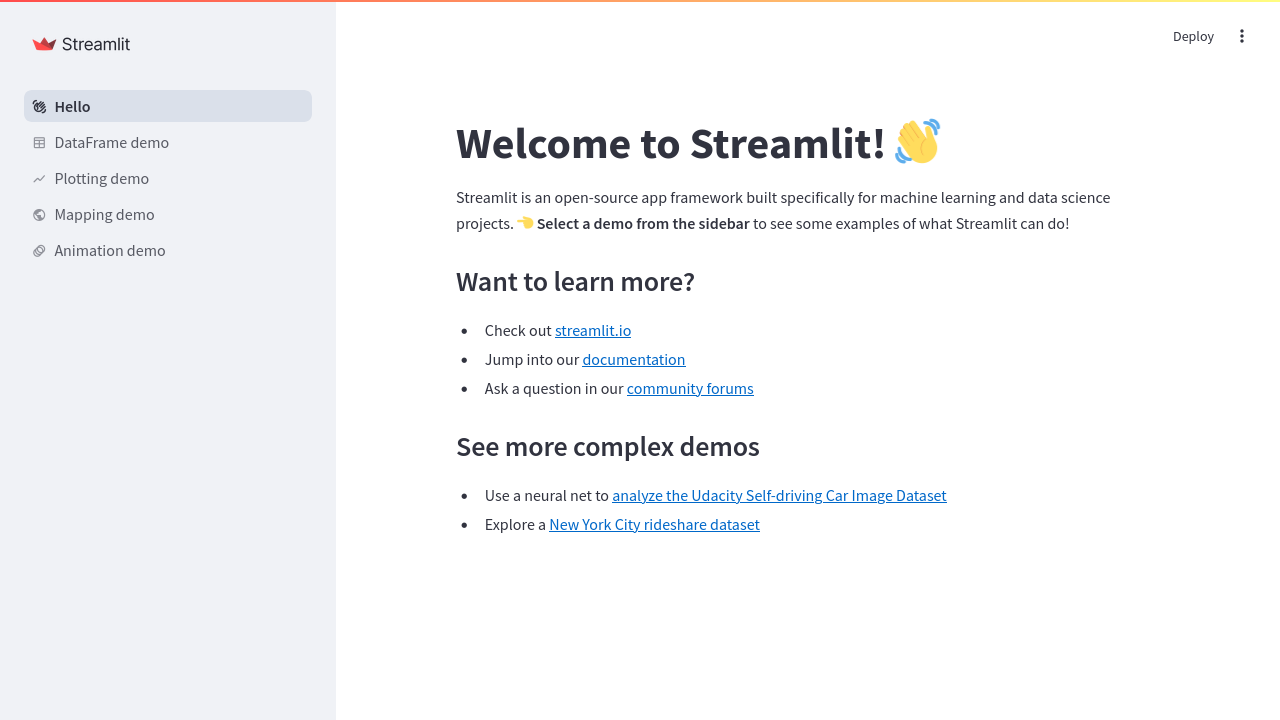 Streamlit
Deploy
Hello
DataFrame demo
Plotting demo
Mapping demo
Animation demo
Welcome to Streamlit! 👋
Streamlit is an open-source app framework built specifically for machine learning and data science
projects. 👈 Select a demo from the sidebar to see some examples of what Streamlit can do!
Want to learn more?
• Check out streamlit.io
• Jump into our documentation
• Ask a question in our community forums
See more complex demos
• Use a neural net to analyze the Udacity Self-driving Car Image Dataset
• Explore a New York City rideshare dataset